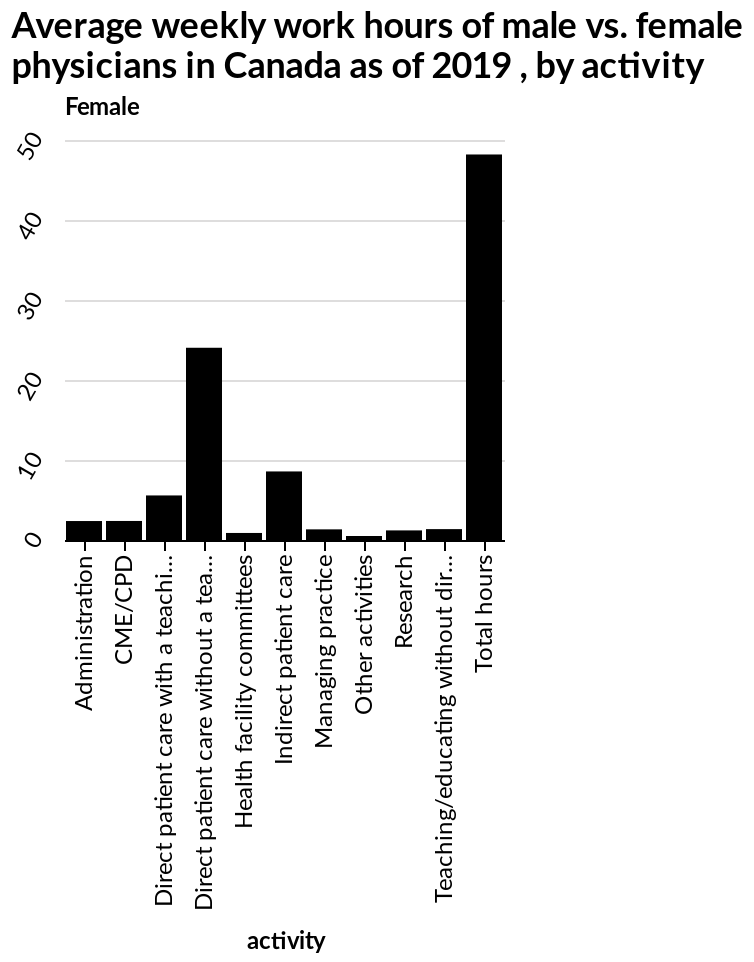 Average weekly work hours of male vs. female
physicians in Canada as of 2019 , by activity
Female
50
40
30
20
10
0
Administration
CME/CPD
Direct patient care with a teachi...
Direct patient care without a tea...
Health facility committees
Indirect patient care
Managing practice
Other activities
Research
Teaching/educating without dir...
Total hours
activity